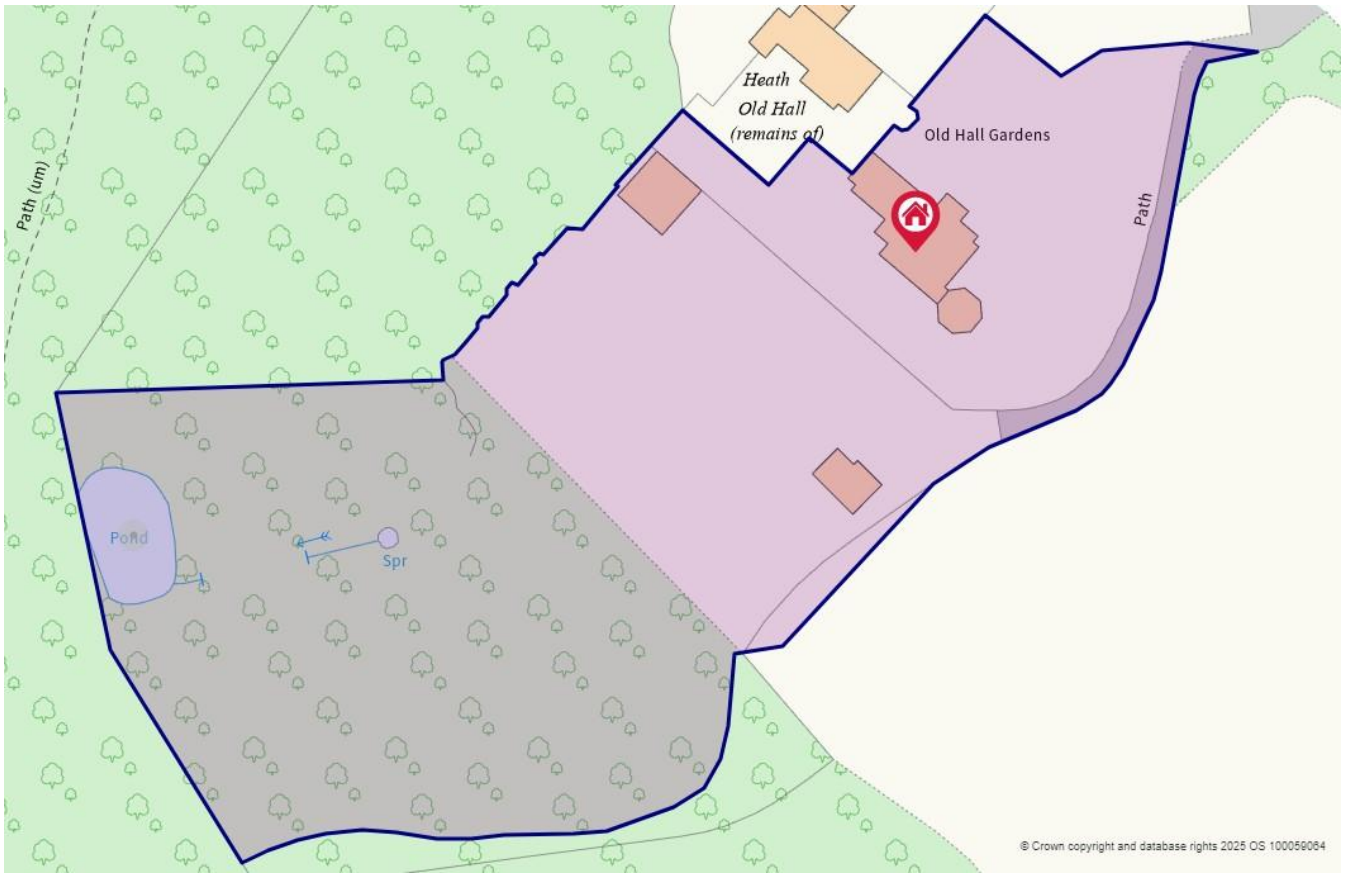 Heath
Old Hall
(remains of)
Old Hall Gardens
Path (um)
Path
Pond
Spr
© Crown copyright and database rights 2025 OS 100059064